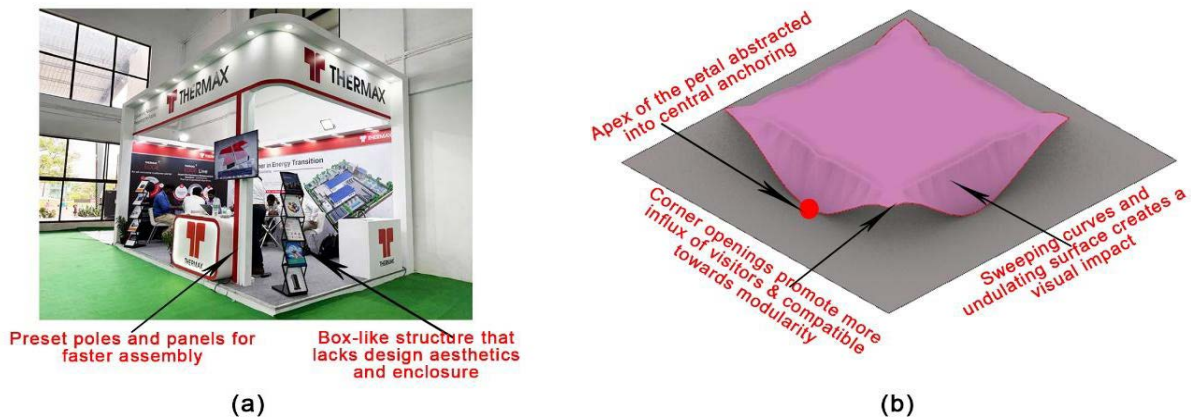 THERMAX
THERMAX
THERMAX
in Energy Transition
THERMAX
THERMAX
Preset poles and panels for
faster assembly
Box-like structure that
lacks design aesthetics
and enclosure
(a)
Apex of the petal abstracted
into central anchoring
Corner openings promote more
influx of visitors & compatible
towards modularity
Sweeping curves and
undulating surface creates a
visual impact
(b)